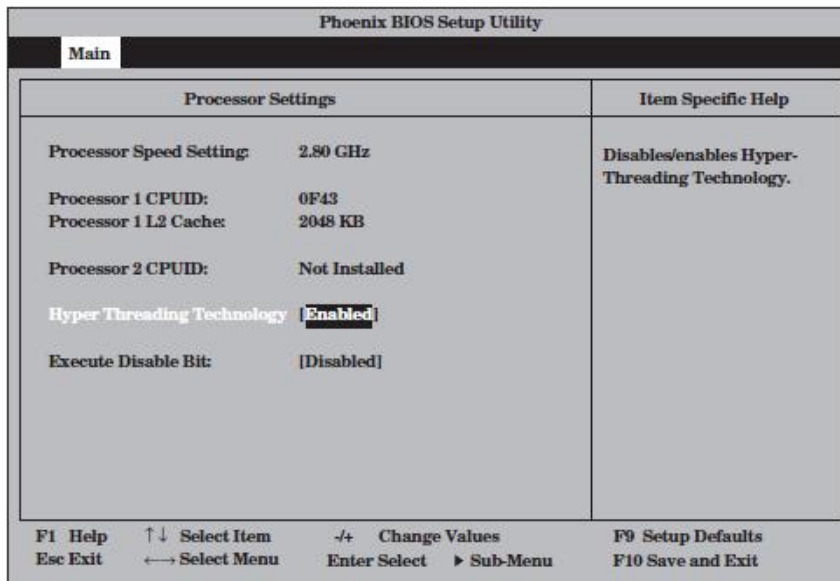 Phoenix BIOS Setup Utility
Main
Processor Settings
Item Specific Help
Processor Speed Setting: 2.80 GHz
Processor 1 CPUID: 0F43
Processor 1 L2 Cache: 2048 KB
Processor 2 CPUID: Not Installed
Hyper Threading Technology [Enabled]
Execute Disable Bit: [Disabled]
Disables/enables Hyper-
Threading Technology.
F1 Help ↑↓ Select Item -/+ Change Values F9 Setup Defaults
Esc Exit ←→ Select Menu Enter Select ▶ Sub-Menu F10 Save and Exit